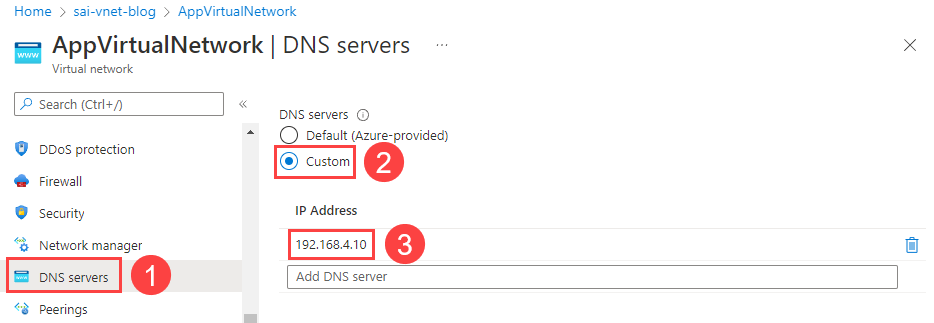 Home > sai-vnet-blog > AppVirtualNetwork
AppVirtualNetwork | DNS servers ...
Virtual network
Search (Ctrl+/)
DDoS protection
Firewall
Security
Network manager
DNS servers
1
Peerings
DNS servers
Default (Azure-provided)
Custom
2
IP Address
192.168.4.10
3
Add DNS server